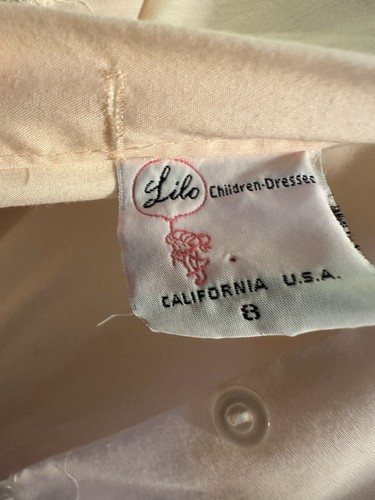 Lilo Children-Dresses
CALIFORNIA U.S.A.
8